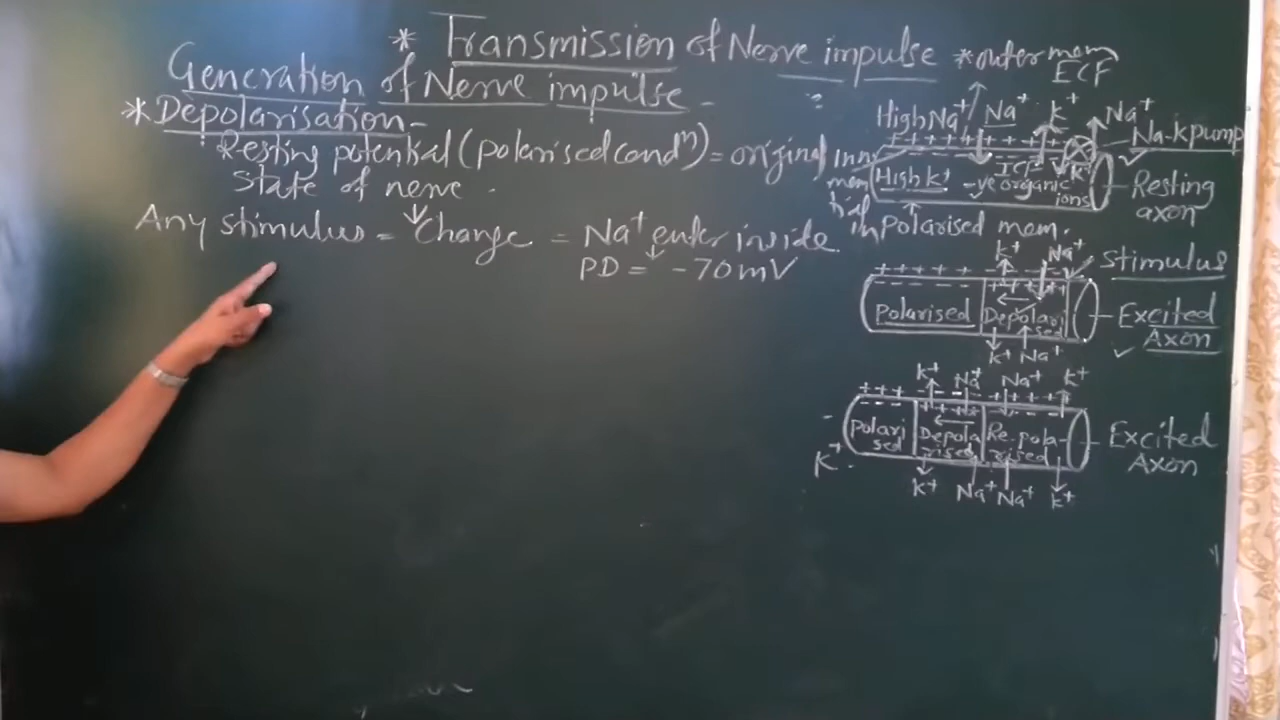 * Transmission of Nerve impulse
Generation of Nerve impulse -
* Depolarisation -
Resting potential (polarised condⁿ) = original
state of nerve .
Any stimulus = Change = Na⁺ enter inside
PD = -70mV
*outer mem
ECF
?
High Na⁺ Na⁺ K⁺ Na⁺
+ + + + + + + +
Na-K pump
- - - - - -
mem
High K⁺ ICF K⁺
-ve organic ions
Resting axon
Polarised mem.
K⁺ Na⁺
Stimulus
+ + + + + - - - -
- - - - - + + + +
Polarised Depolarised
Excited Axon
K⁺ Na⁺
K⁺ Na⁺ Na⁺ K⁺
+ + + - - - - + + + + +
- - - + + + + - - - -
Polarised Depolarised Re-polarised
Excited Axon
K⁺.
K⁺ Na⁺ Na⁺ K⁺